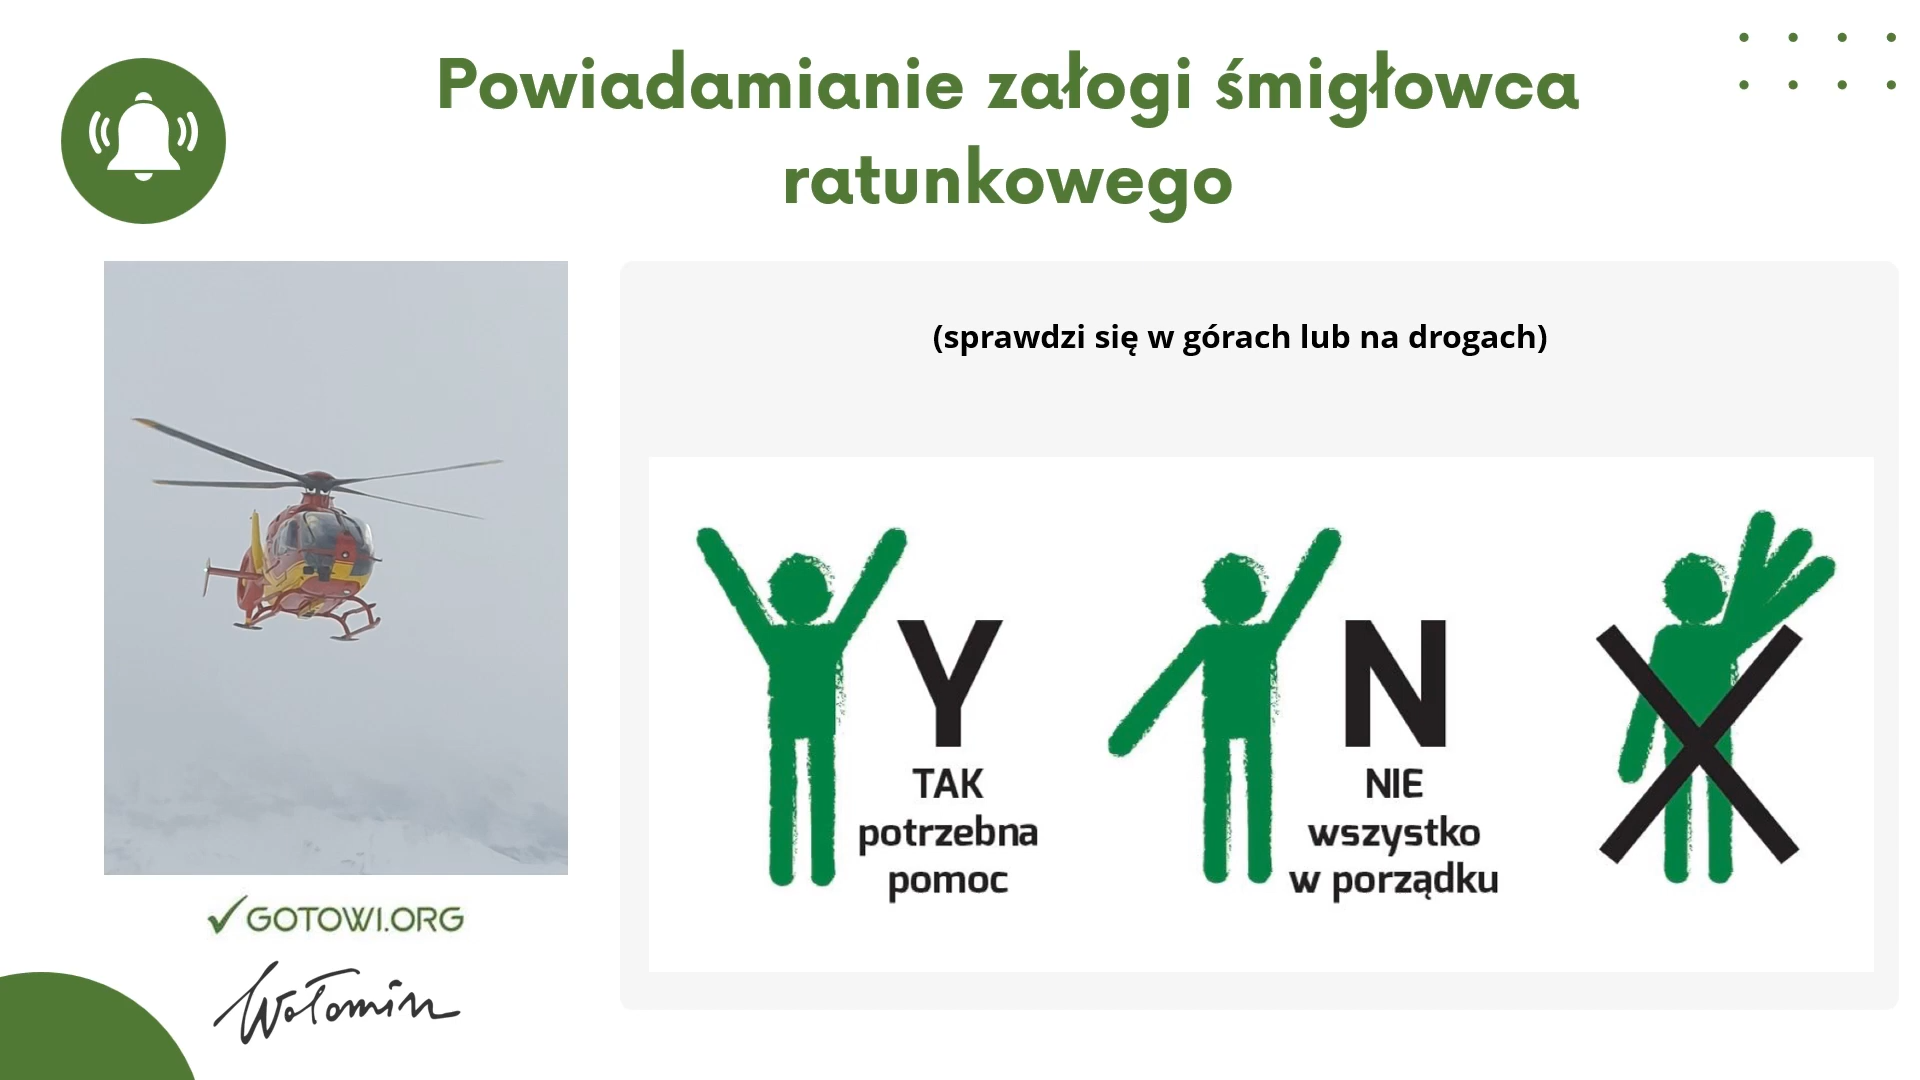 Powiadamianie załogi śmigłowca
ratunkowego
(sprawdzi się w górach lub na drogach)
Y
TAK
potrzebna
pomoc
N
NIE
wszystko
w porządku
GOTOWI.ORG
Wołomin